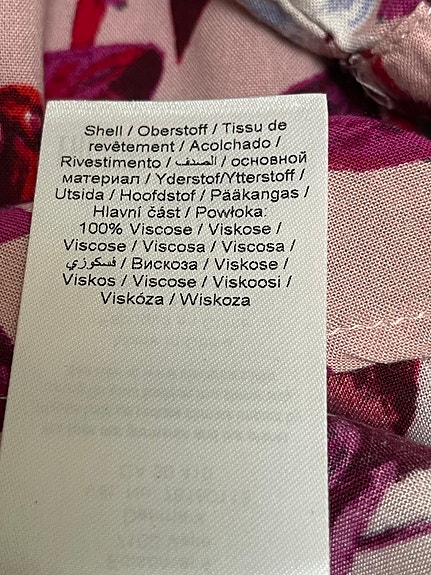 Shell / Oberstoff / Tissu de
revêtement / Acolchado /
Rivestimento / الصدف / основной
материал / Yderstof/Ytterstoff /
Utsida / Hoofdstof / Pääkangas /
Hlavní část / Powłoka:
100% Viscose / Viskose /
Viscose / Viscosa / Viscosa /
فسكوزي / Вискоза / Viskose /
Viskos / Viscose / Viskoosi /
Viskóza / Wiskoza